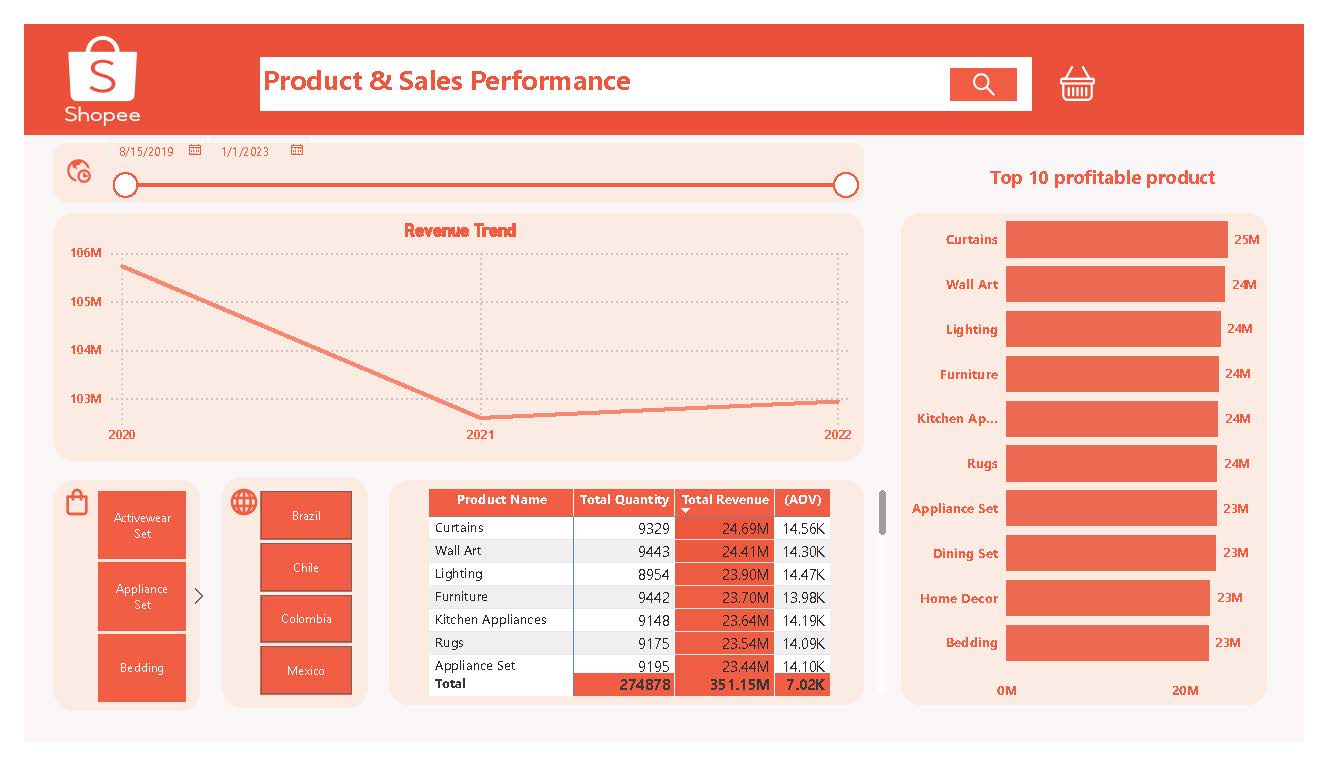 S
Shopee
Product & Sales Performance
8/15/2019 1/1/2023
Revenue Trend
106M
105M
104M
103M
2020 2021 2022
Top 10 profitable product
Curtains 25M
Wall Art 24M
Lighting 24M
Furniture 24M
Kitchen Ap... 24M
Rugs 24M
Appliance Set 23M
Dining Set 23M
Home Decor 23M
Bedding 23M
0M 20M
Activewear
Set
Appliance
Set
Bedding
Brazil
Chile
Colombia
Mexico
Product Name Total Quantity Total Revenue (AOV)
Curtains 9329 24.69M 14.56K
Wall Art 9443 24.41M 14.30K
Lighting 8954 23.90M 14.47K
Furniture 9442 23.70M 13.98K
Kitchen Appliances 9148 23.64M 14.19K
Rugs 9175 23.54M 14.09K
Appliance Set 9195 23.44M 14.10K
Total 274878 351.15M 7.02K